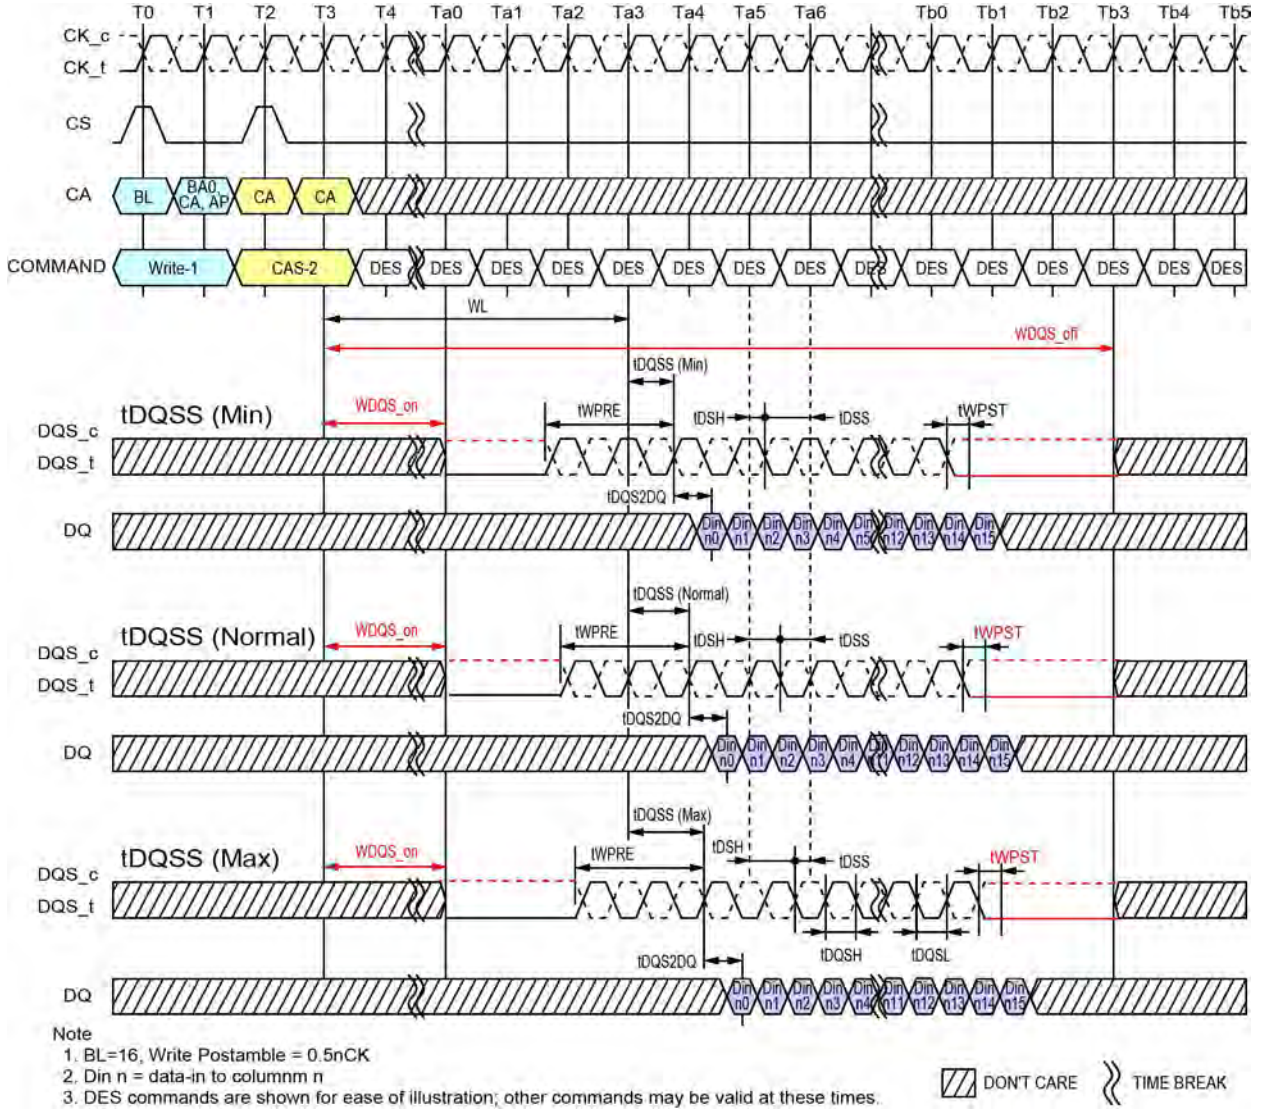 T0 T1 T2 T3 T4 Ta0 Ta1 Ta2 Ta3 Ta4 Ta5 Ta6 Tb0 Tb1 Tb2 Tb3 Tb4 Tb5
CK_c
CK_t
CS
CA BL BA0, CA, AP CA CA
COMMAND Write-1 CAS-2 DES DES DES DES DES DES DES DES DES DES DES DES DES DES DES
WL
WDQS_off
tDQSS (Min)
tDQSS (Min) WDQS_on tWPRE tDSH tDSS tWPST
DQS_c
DQS_t
tDQS2DQ
DQ Din n0 Din n1 Din n2 Din n3 Din n4 Din n5 Din n12 Din n13 Din n14 Din n15
tDQSS (Normal)
tDQSS (Normal) WDQS_on tWPRE tDSH tDSS tWPST
DQS_c
DQS_t
tDQS2DQ
DQ Din n0 Din n1 Din n2 Din n3 Din n4 Din n11 Din n12 Din n13 Din n14 Din n15
tDQSS (Max)
tDQSS (Max) WDQS_on tWPRE tDSH tDSS tWPST
DQS_c
DQS_t
tDQSH tDQSL
tDQS2DQ
DQ Din n0 Din n1 Din n2 Din n3 Din n4 Din n11 Din n12 Din n13 Din n14 Din n15
Note
1. BL=16, Write Postamble = 0.5nCK
2. Din n = data-in to columnm n
3. DES commands are shown for ease of illustration; other commands may be valid at these times.
DON'T CARE TIME BREAK